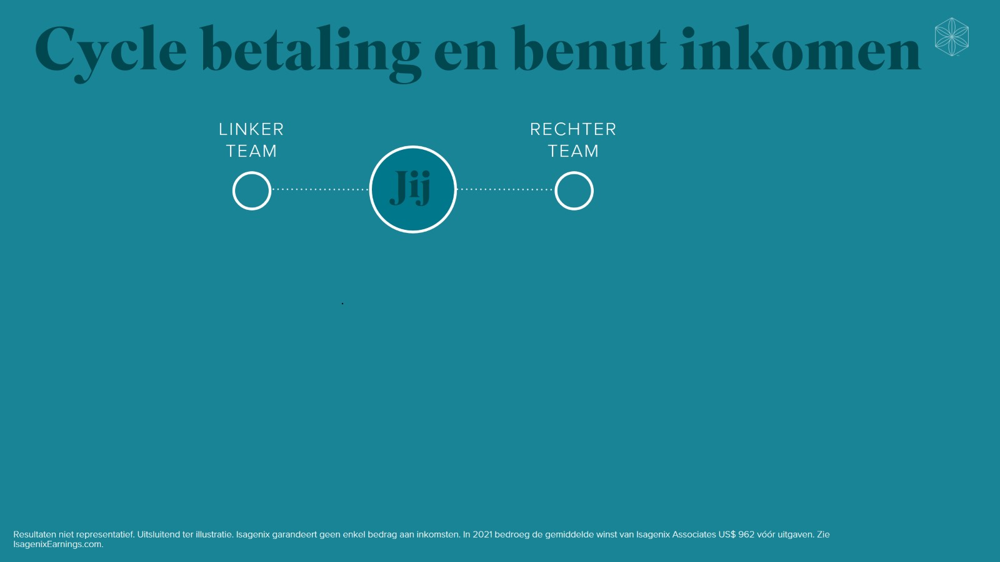 Cycle betaling en benut inkomen
LINKER
TEAM
RECHTER
TEAM
Jij
Resultaten niet representatief. Uitsluitend ter illustratie. Isagenix garandeert geen enkel bedrag aan inkomsten. In 2021 bedroeg de gemiddelde winst van Isagenix Associates US$ 962 vóór uitgaven. Zie
IsagenixEarnings.com.